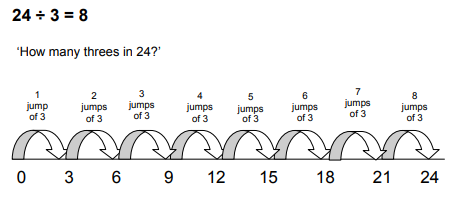 24 ÷ 3 = 8
‘How many threes in 24?’
1 jump of 3
2 jumps of 3
3 jumps of 3
4 jumps of 3
5 jumps of 3
6 jumps of 3
7 jumps of 3
8 jumps of 3
0 3 6 9 12 15 18 21 24